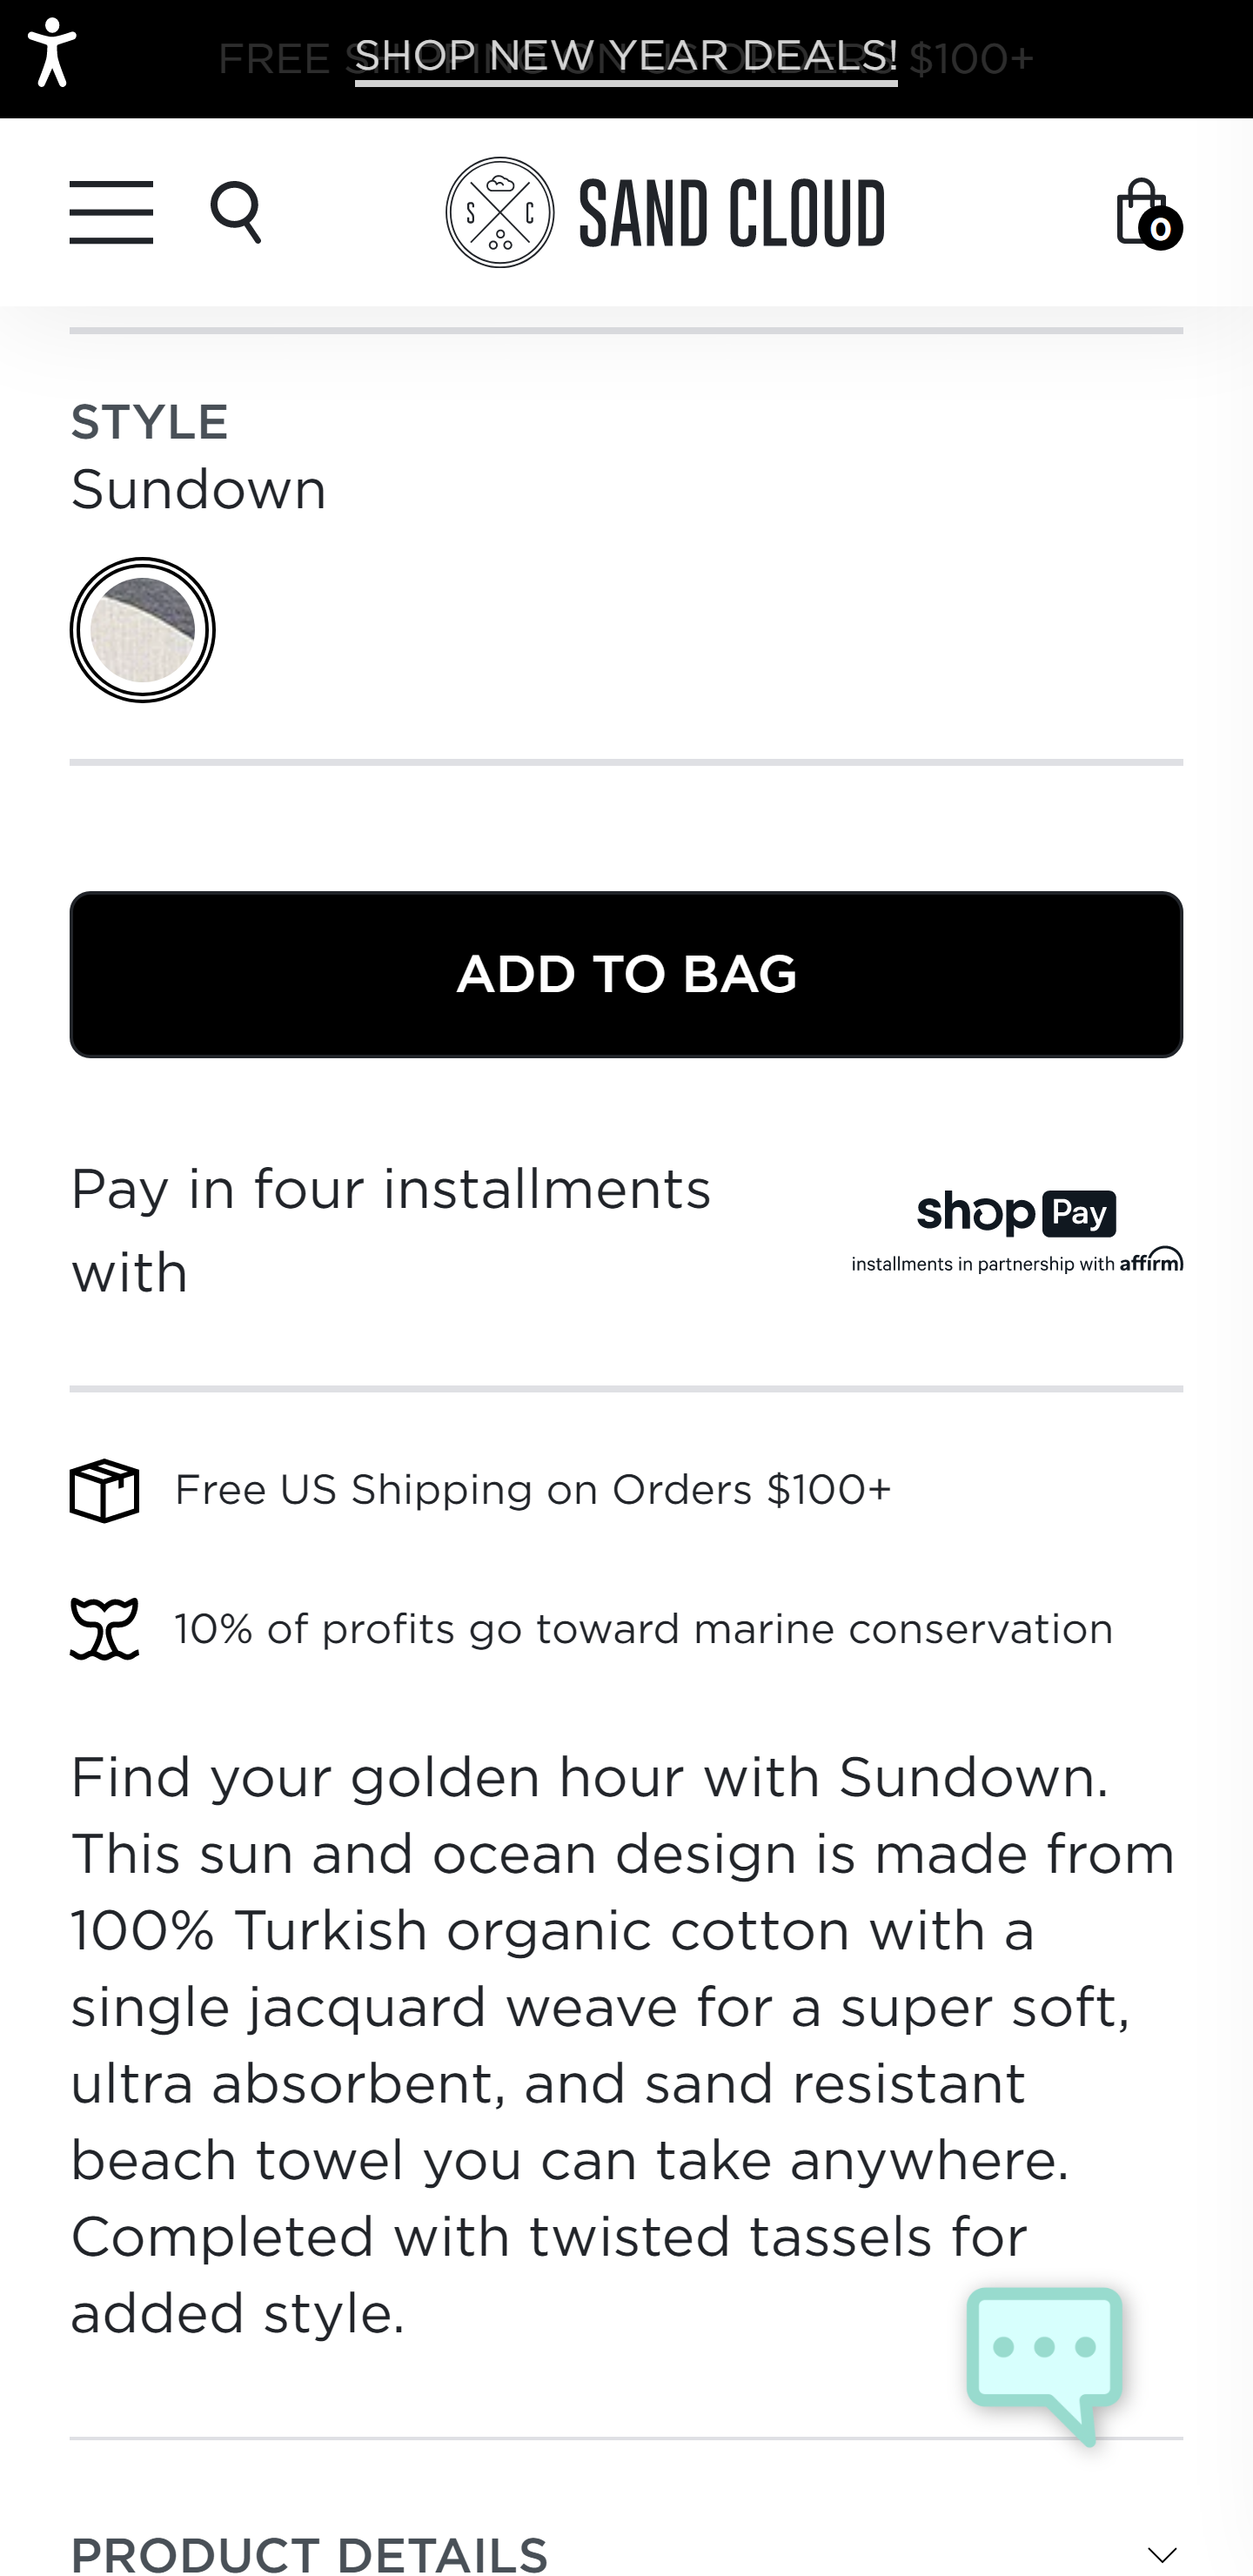 FREE SHIPPING ON US ORDERS $100+
SHOP NEW YEAR DEALS!
S C
SAND CLOUD
0
STYLE
Sundown
ADD TO BAG
Pay in four installments
with
shop Pay
installments in partnership with affirm
Free US Shipping on Orders $100+
10% of profits go toward marine conservation
Find your golden hour with Sundown.
This sun and ocean design is made from
100% Turkish organic cotton with a
single jacquard weave for a super soft,
ultra absorbent, and sand resistant
beach towel you can take anywhere.
Completed with twisted tassels for
added style.
PRODUCT DETAILS